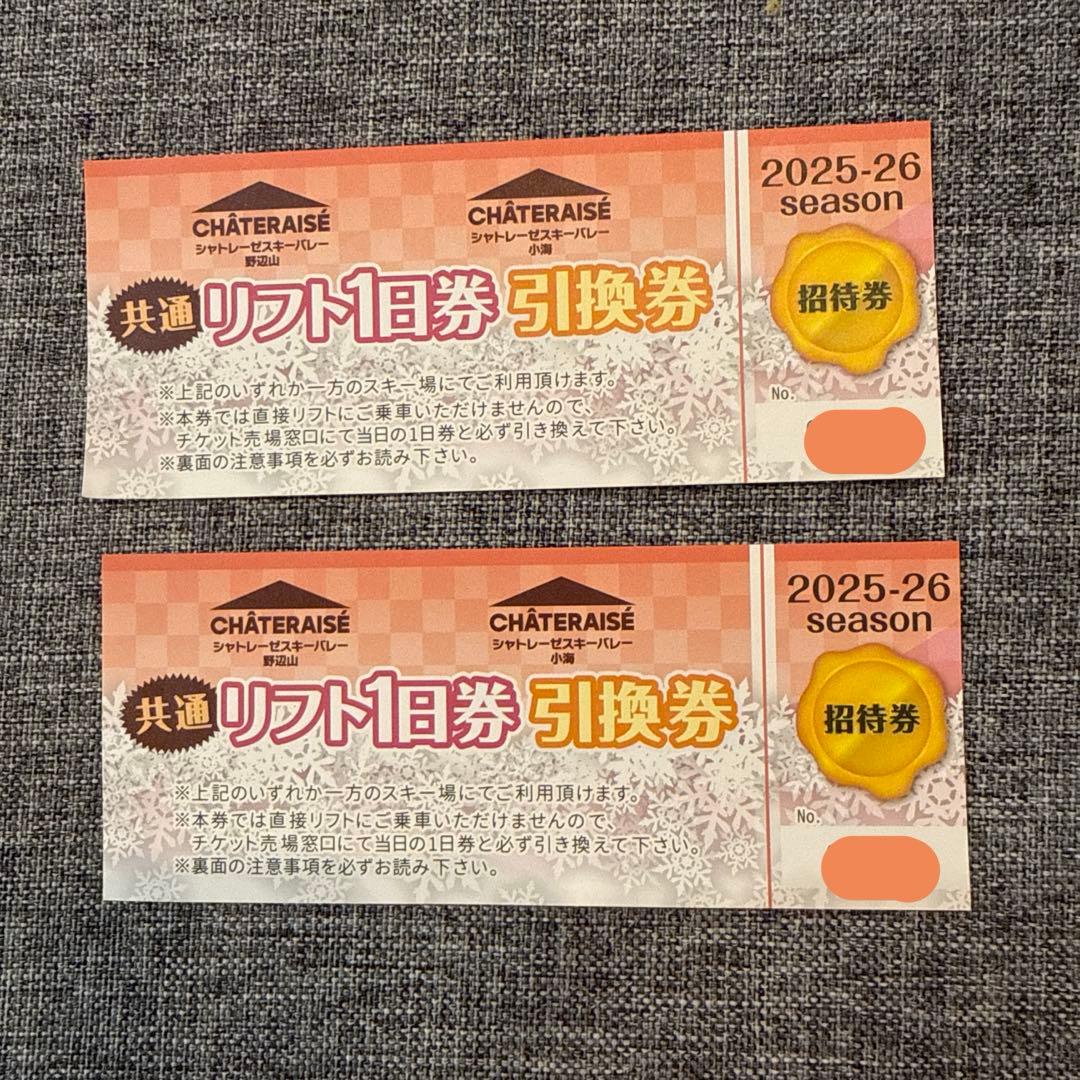 CHÂTERAISÉ
シャトレーゼスキーバレー
野辺山
CHÂTERAISÉ
シャトレーゼスキーバレー
小海
共通 リフト1日券 引換券
※上記のいずれか一方のスキー場にてご利用頂けます。
※本券では直接リフトにご乗車いただけませんので、
チケット売場窓口にて当日の1日券と必ず引き換えて下さい。
※裏面の注意事項を必ずお読み下さい。
2025-26
season
招待券
No.
CHÂTERAISÉ
シャトレーゼスキーバレー
野辺山
CHÂTERAISÉ
シャトレーゼスキーバレー
小海
共通 リフト1日券 引換券
※上記のいずれか一方のスキー場にてご利用頂けます。
※本券では直接リフトにご乗車いただけませんので、
チケット売場窓口にて当日の1日券と必ず引き換えて下さい。
※裏面の注意事項を必ずお読み下さい。
2025-26
season
招待券
No.